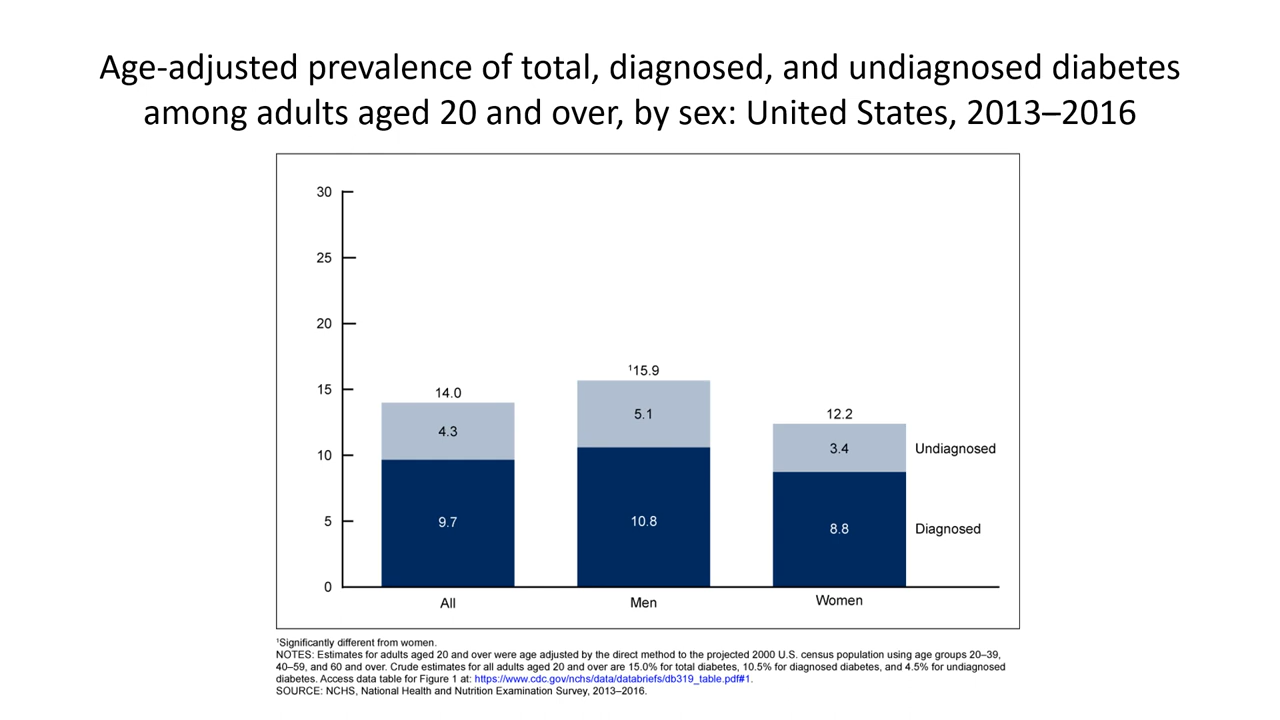 Age-adjusted prevalence of total, diagnosed, and undiagnosed diabetes
among adults aged 20 and over, by sex: United States, 2013–2016
30
25
20
15
10
5
0
14.0
4.3
9.7
¹15.9
5.1
10.8
12.2
3.4
8.8
Undiagnosed
Diagnosed
All
Men
Women
¹Significantly different from women.
NOTES: Estimates for adults aged 20 and over were age adjusted by the direct method to the projected 2000 U.S. census population using age groups 20–39,
40–59, and 60 and over. Crude estimates for all adults aged 20 and over are 15.0% for total diabetes, 10.5% for diagnosed diabetes, and 4.5% for undiagnosed
diabetes. Access data table for Figure 1 at: https://www.cdc.gov/nchs/data/databriefs/db319_table.pdf#1.
SOURCE: NCHS, National Health and Nutrition Examination Survey, 2013–2016.